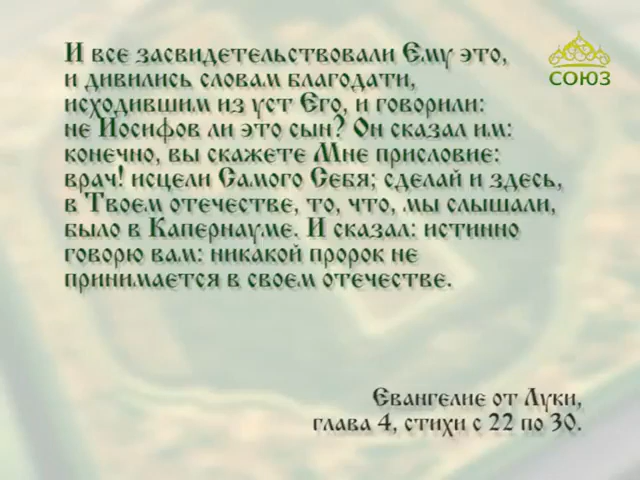 И все засвидетельствовали Ему это,
и дивились словам благодати,
исходившим из уст Его, и говорили:
не Иосифов ли это сын? Он сказал им:
конечно, вы скажете Мне присловие:
врач! исцели Самого Себя; сделай и здесь,
в Твоем отечестве, то, что, мы слышали,
было в Капернауме. И сказал: истинно
говорю вам: никакой пророк не
принимается в своем отечестве.
СОЮЗ
Евангелие от Луки,
глава 4, стихи с 22 по 30.